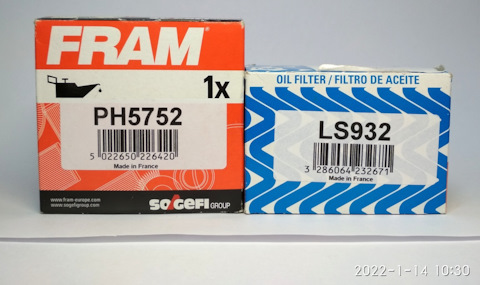 FRAM
1x
PH5752
5 022650 226420
Made in France
www.fram-europe.com
www.sogefigroup.com
SOGEFI GROUP
OIL FILTER / FILTRO DE ACEITE
LS932
3 286064 232671
Made in France
2022-1-14 10:30